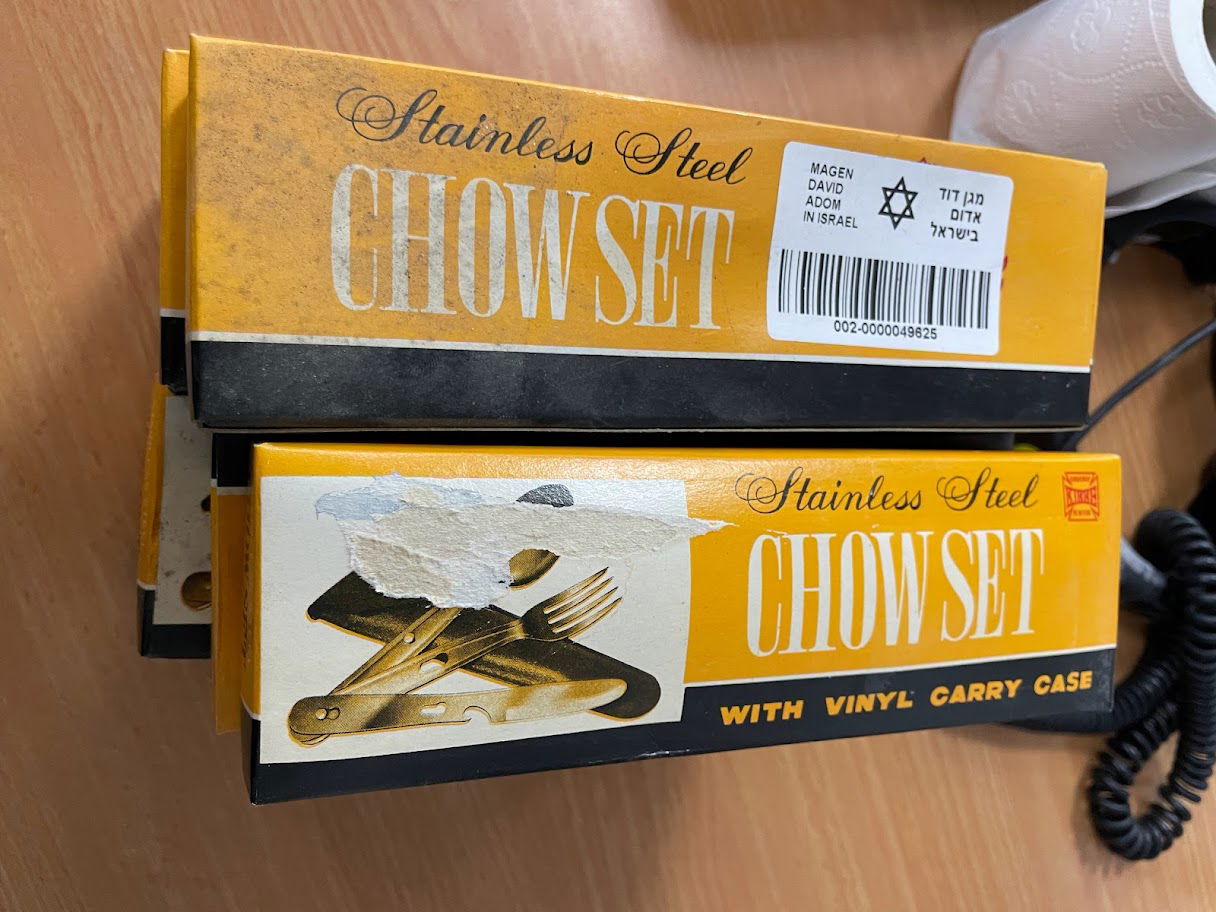 Stainless Steel
CHOW SET
MAGEN
DAVID
ADOM
IN ISRAEL
מגן דוד
אדום
בישראל
002-0000049625
Stainless Steel
CHOW SET
WITH VINYL CARRY CASE